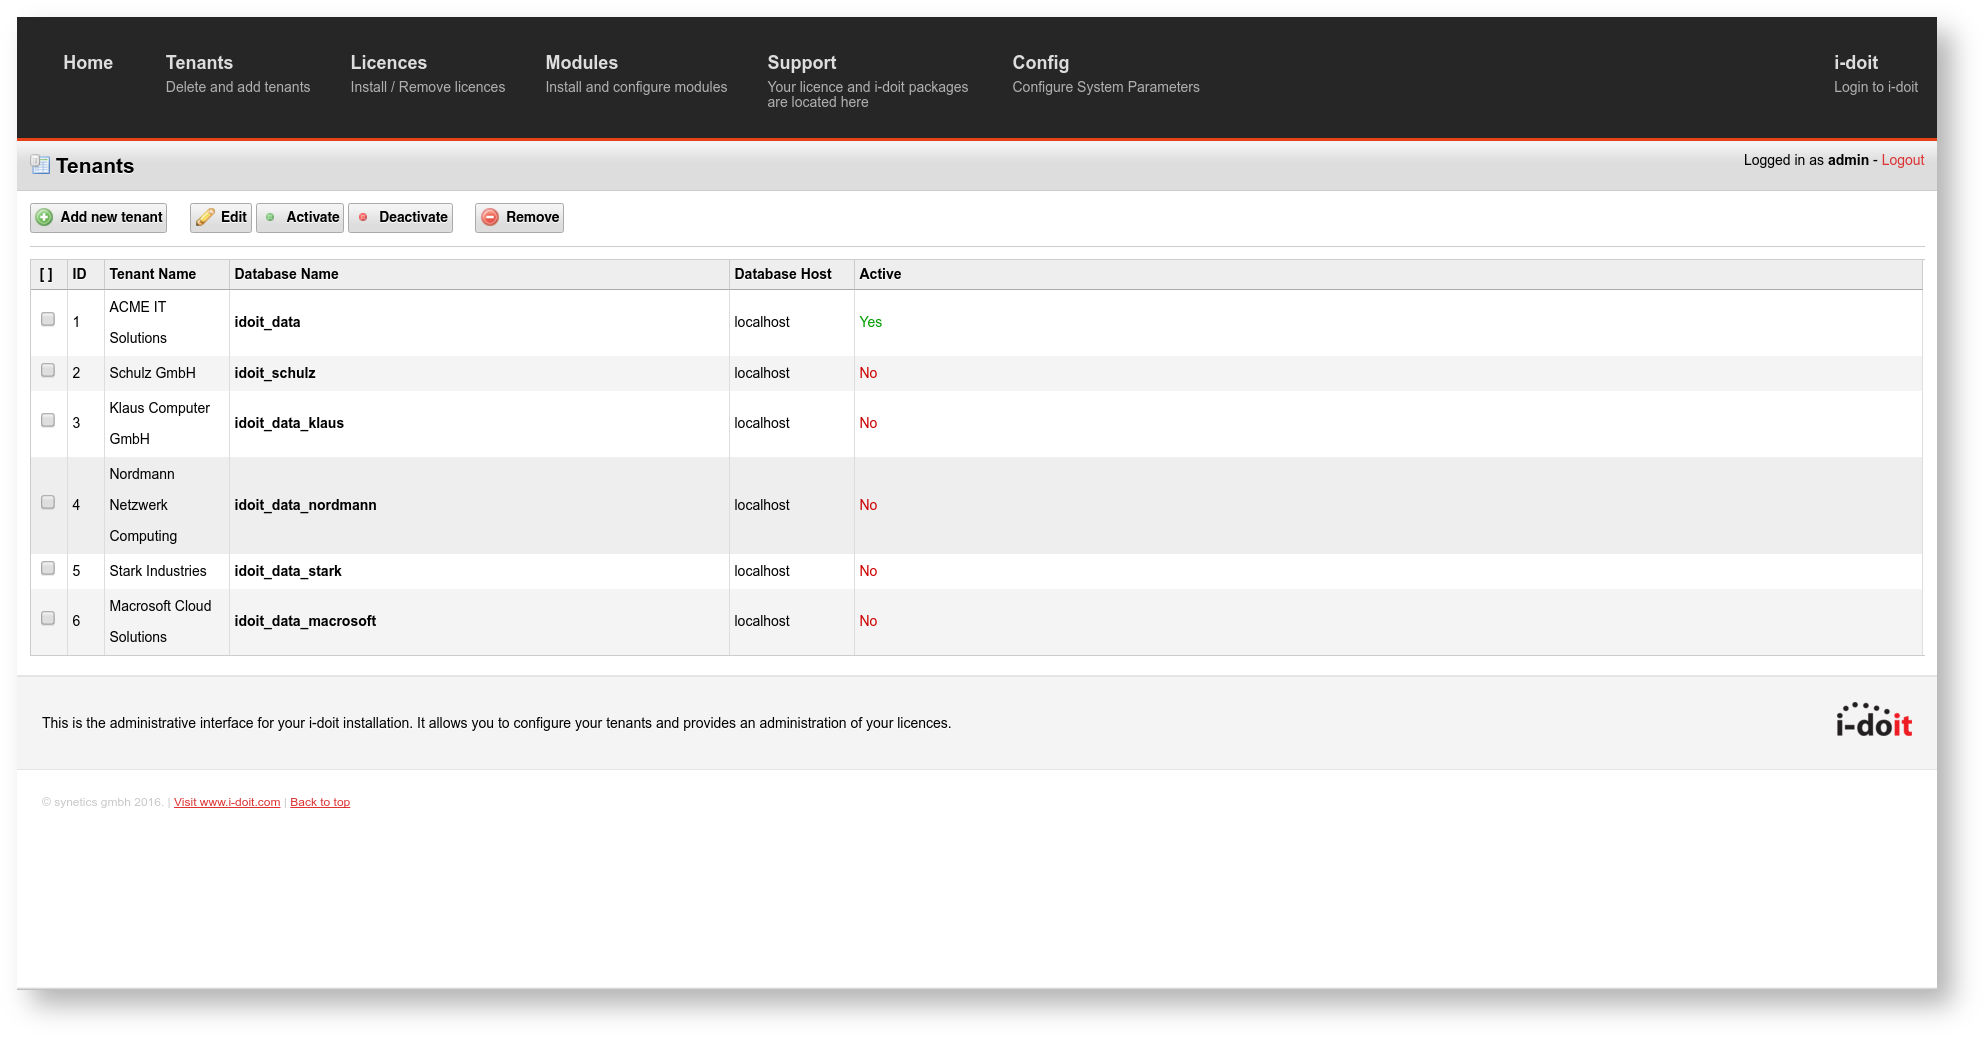 Home Tenants Licences Modules Support Config i-doit
Delete and add tenants Install / Remove licences Install and configure modules Your licence and i-doit packages Configure System Parameters Login to i-doit
are located here
Tenants Logged in as admin - Logout
Add new tenant Edit Activate Deactivate Remove
[ ] ID Tenant Name Database Name Database Host Active
ACME IT
1 idoit_data localhost Yes
Solutions
2 Schulz GmbH idoit_schulz localhost No
Klaus Computer
3 idoit_data_klaus localhost No
GmbH
Nordmann
4 Netzwerk idoit_data_nordmann localhost No
Computing
5 Stark Industries idoit_data_stark localhost No
Macrosoft Cloud
6 idoit_data_macrosoft localhost No
Solutions
This is the administrative interface for your i-doit installation. It allows you to configure your tenants and provides an administration of your licences.
i-doit
© synetics gmbh 2016. | Visit www.i-doit.com | Back to top